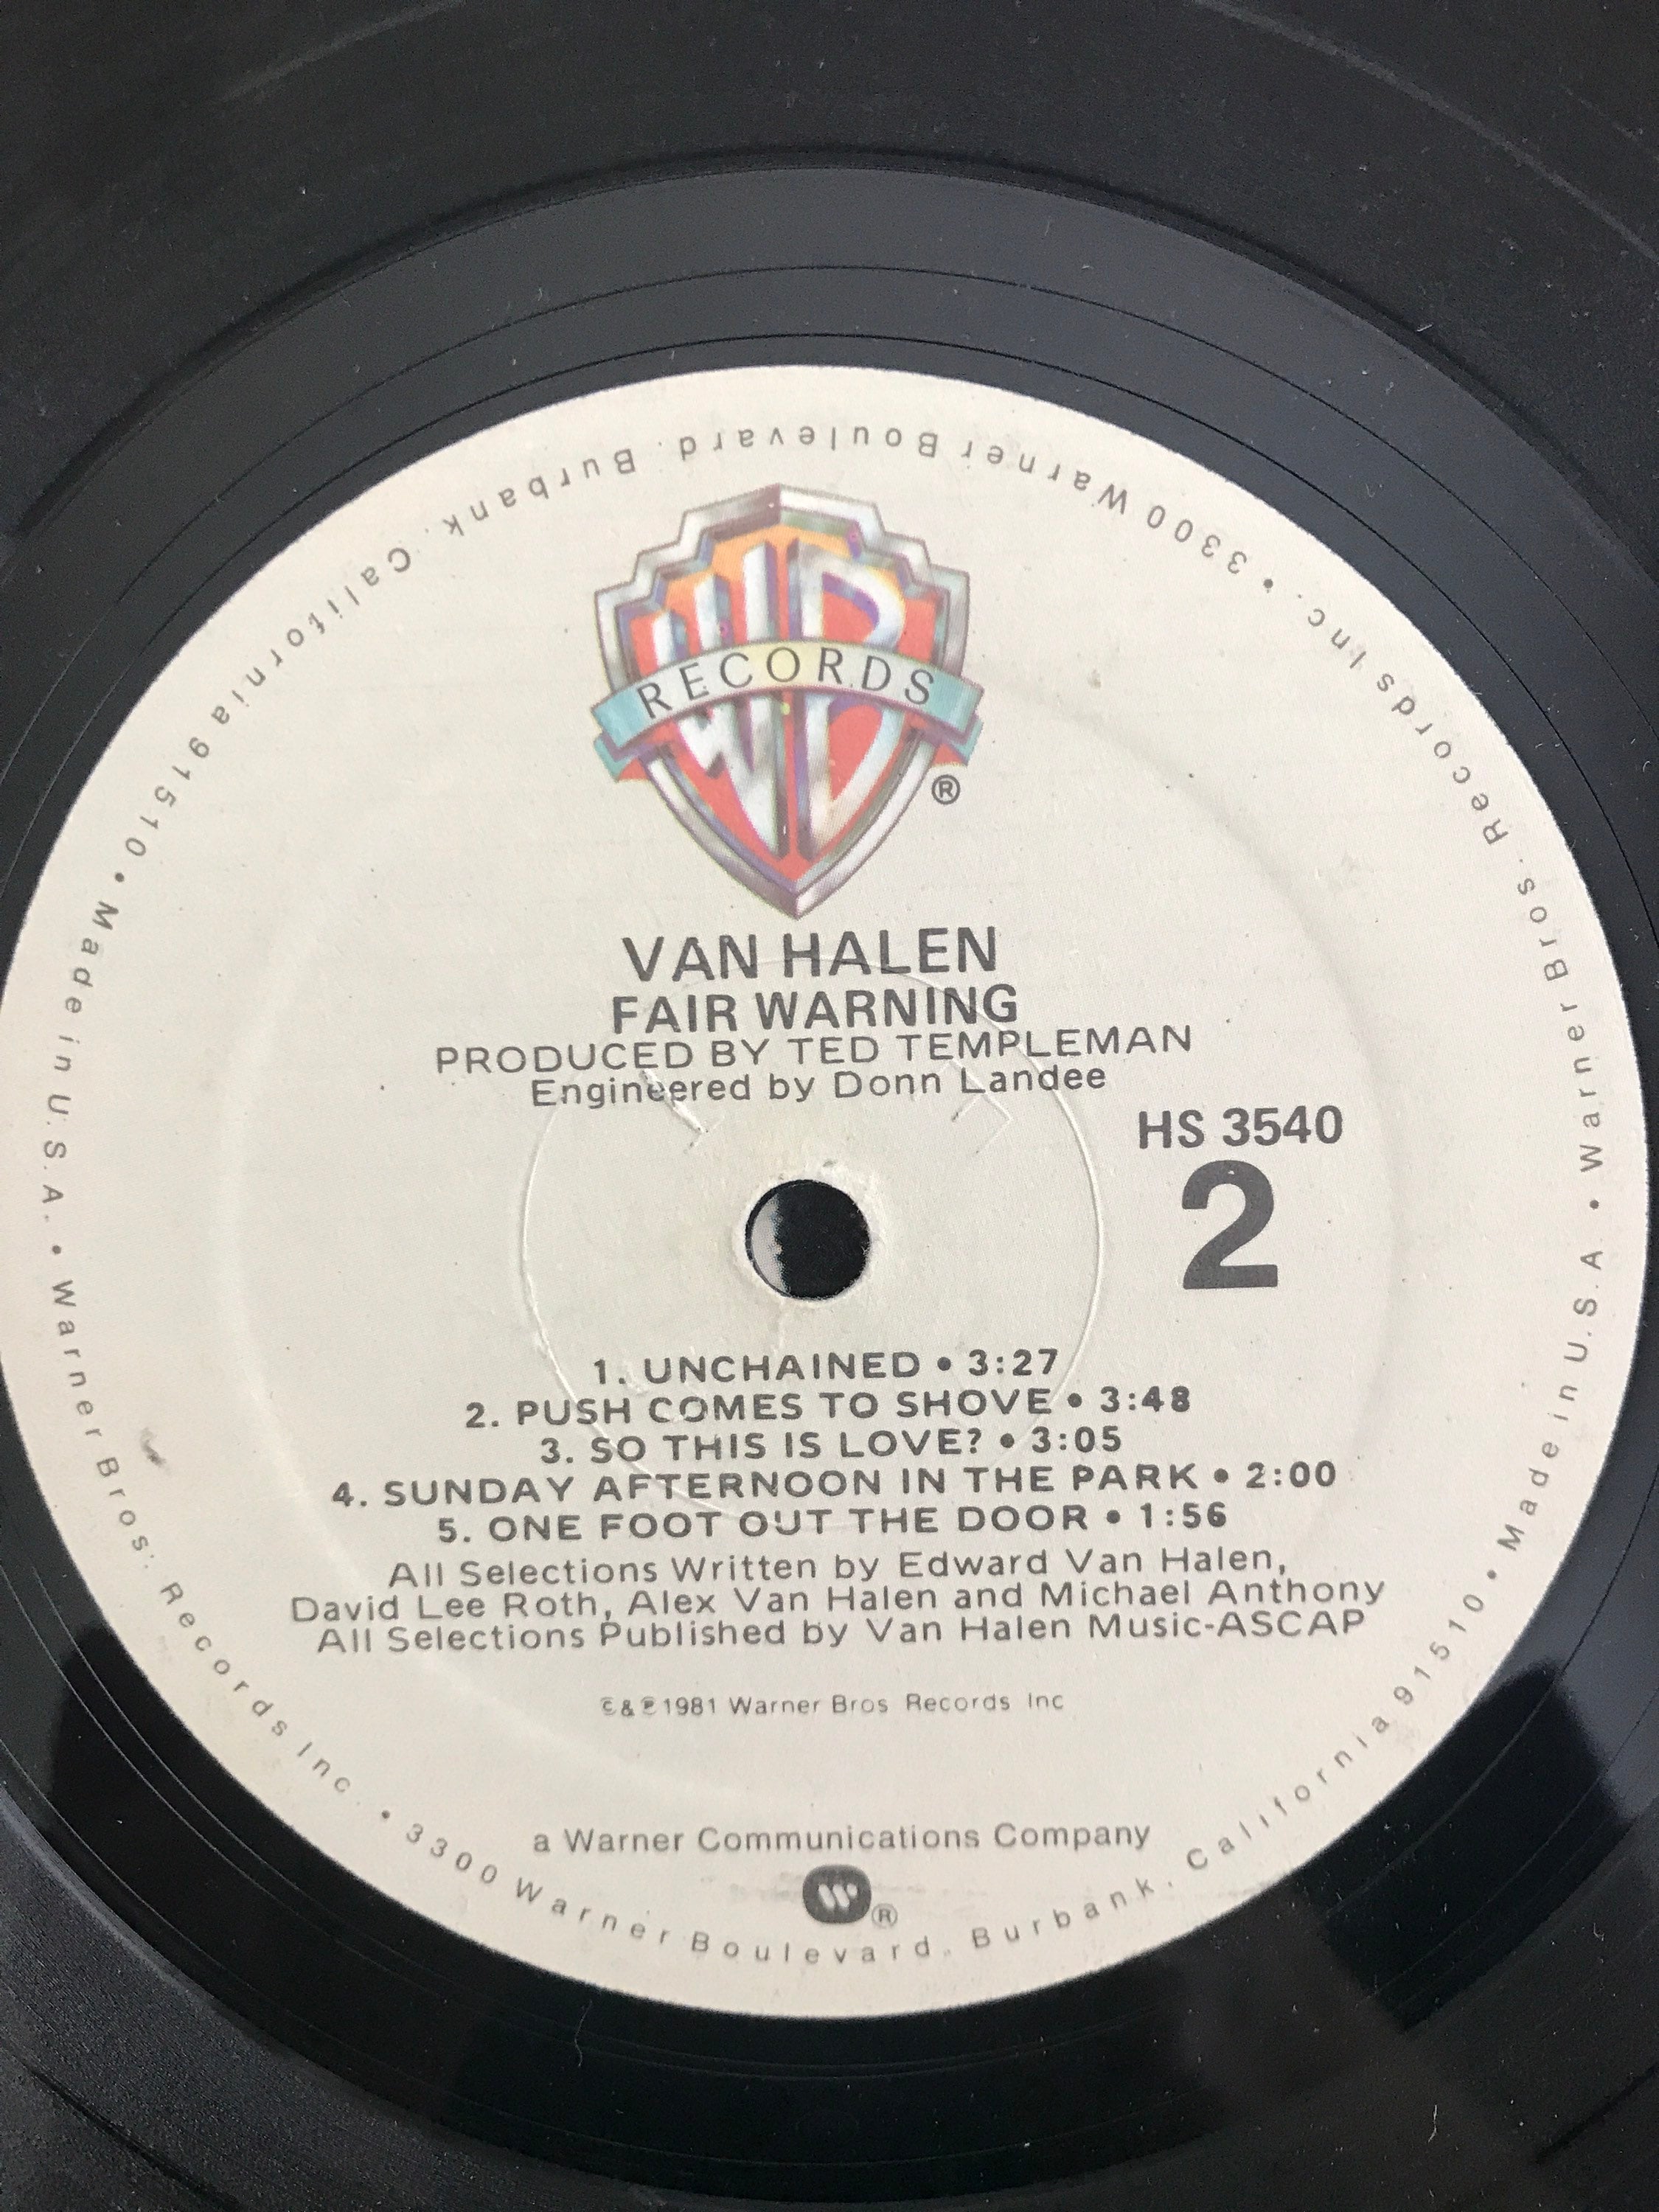 WB
RECORDS
®
VAN HALEN
FAIR WARNING
PRODUCED BY TED TEMPLEMAN
Engineered by Donn Landee
HS 3540
2
1. UNCHAINED • 3:27
2. PUSH COMES TO SHOVE • 3:48
3. SO THIS IS LOVE? • 3:05
4. SUNDAY AFTERNOON IN THE PARK • 2:00
5. ONE FOOT OUT THE DOOR • 1:56
All Selections Written by Edward Van Halen,
David Lee Roth, Alex Van Halen and Michael Anthony
All Selections Published by Van Halen Music-ASCAP
©&℗1981 Warner Bros Records Inc
a Warner Communications Company
W®
Warner Bros. Records Inc. • 3300 Warner Boulevard. Burbank. California 91510 • Made in U.S.A. •
Warner Bros. Records Inc. • 3300 Warner Boulevard. Burbank. California 91510 • Made in U.S.A. •